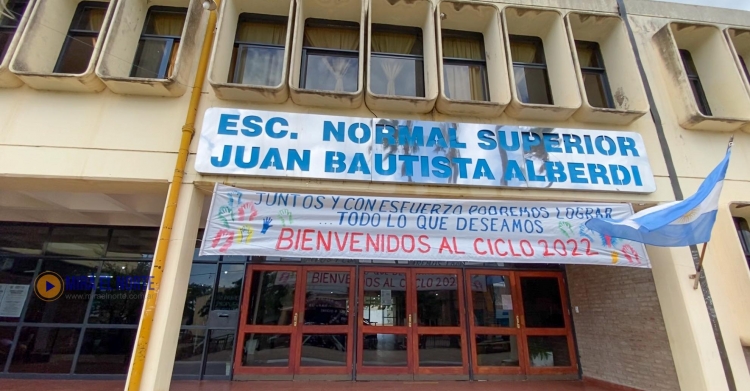 ESC. NORMAL SUPERIOR
JUAN BAUTISTA ALBERDI
JUNTOS Y CON ESFUERZO PODREMOS LOGRAR
...TODO LO QUE DESEAMOS
BIENVENIDOS AL CICLO 2022